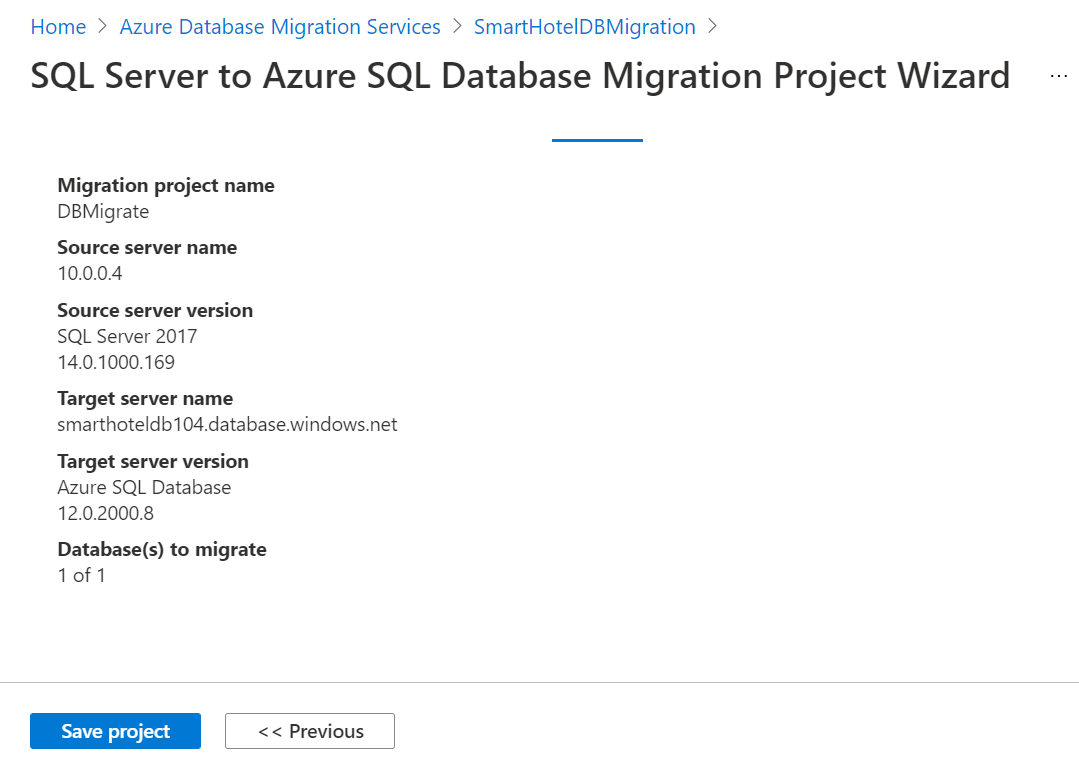 Home > Azure Database Migration Services > SmartHotelDBMigration >
SQL Server to Azure SQL Database Migration Project Wizard ...
Migration project name
DBMigrate
Source server name
10.0.0.4
Source server version
SQL Server 2017
14.0.1000.169
Target server name
smarthoteldb104.database.windows.net
Target server version
Azure SQL Database
12.0.2000.8
Database(s) to migrate
1 of 1
Save project << Previous